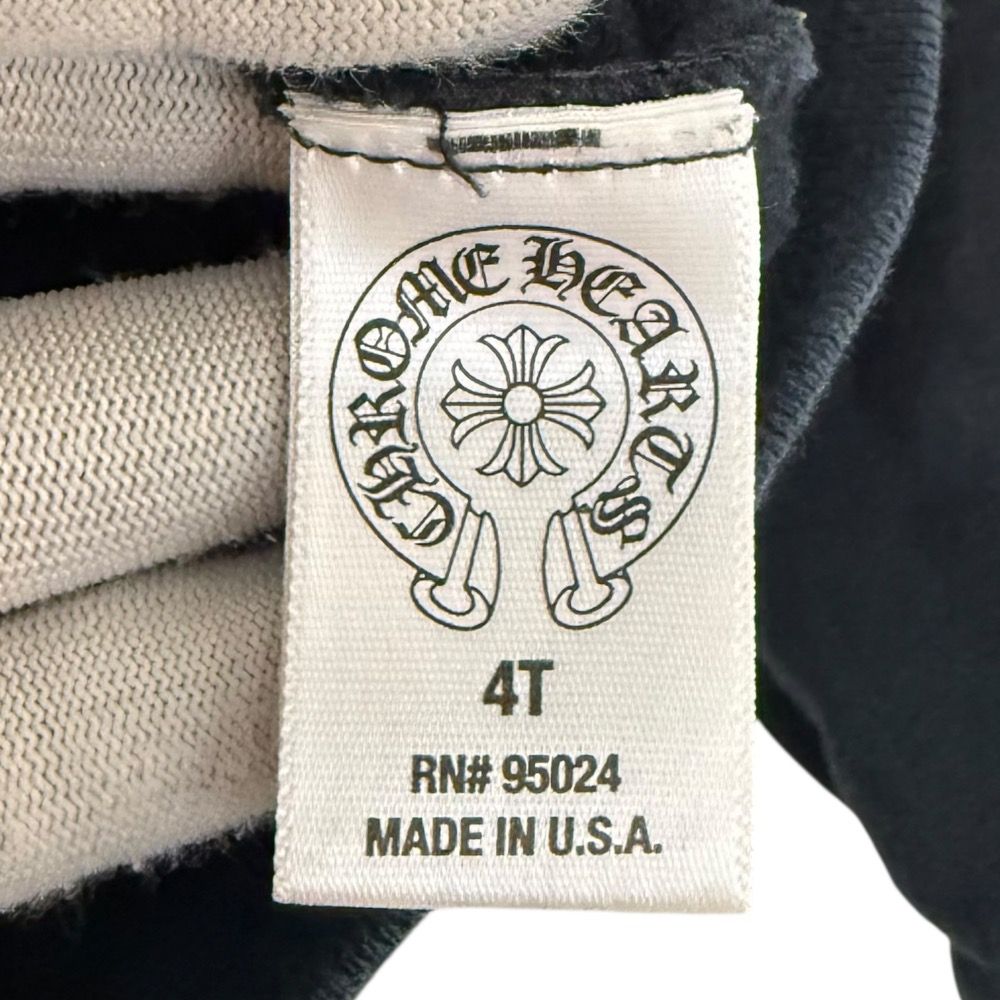 CHROME HEARTS
4T
RN# 95024
MADE IN U.S.A.